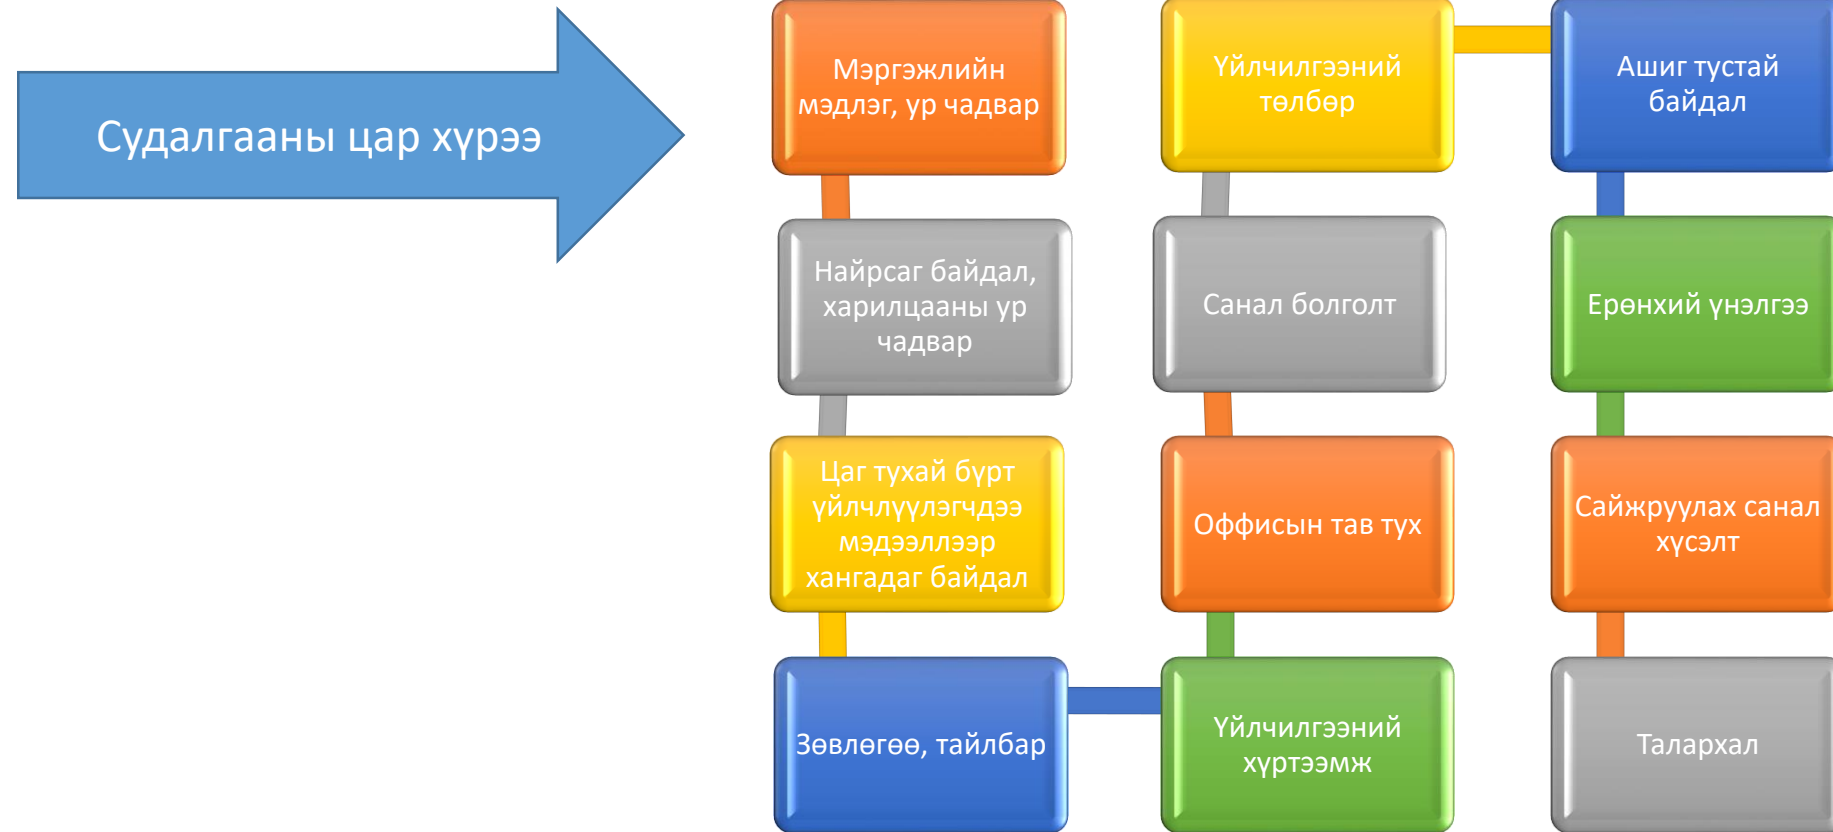 Судалгааны цар хүрээ
Мэргэжлийн
мэдлэг, ур чадвар
Найрсаг байдал,
харилцааны ур
чадвар
Цаг тухай бүрт
үйлчлүүлэгчдээ
мэдээллээр
хангадаг байдал
Зөвлөгөө, тайлбар
Үйлчилгээний
хүртээмж
Оффисын тав тух
Санал болголт
Үйлчилгээний
төлбөр
Ашиг тустай
байдал
Ерөнхий үнэлгээ
Сайжруулах санал
хүсэлт
Талархал